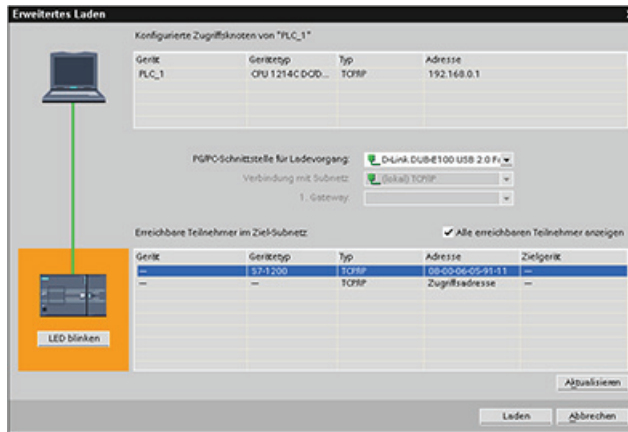 Erweitertes Laden
Konfigurierte Zugriffsknoten von "PLC_1"
Gerät Gerätetyp Typ Adresse
PLC_1 CPU 1214C DC/D... TCP/IP 192.168.0.1
PG/PC-Schnittstelle für Ladevorgang: D-Link DUB-E100 USB 2.0 Fa
Verbindung mit Subnetz: (lokal) TCP/IP
1. Gateway:
Erreichbare Teilnehmer im Ziel-Subnetz: Alle erreichbaren Teilnehmer anzeigen
Gerät Gerätetyp Typ Adresse Zielgerät
— S7-1200 TCP/IP 08-00-06-05-91-11 —
— — TCP/IP Zugriffsadresse —
LED blinken
Aktualisieren
Laden Abbrechen